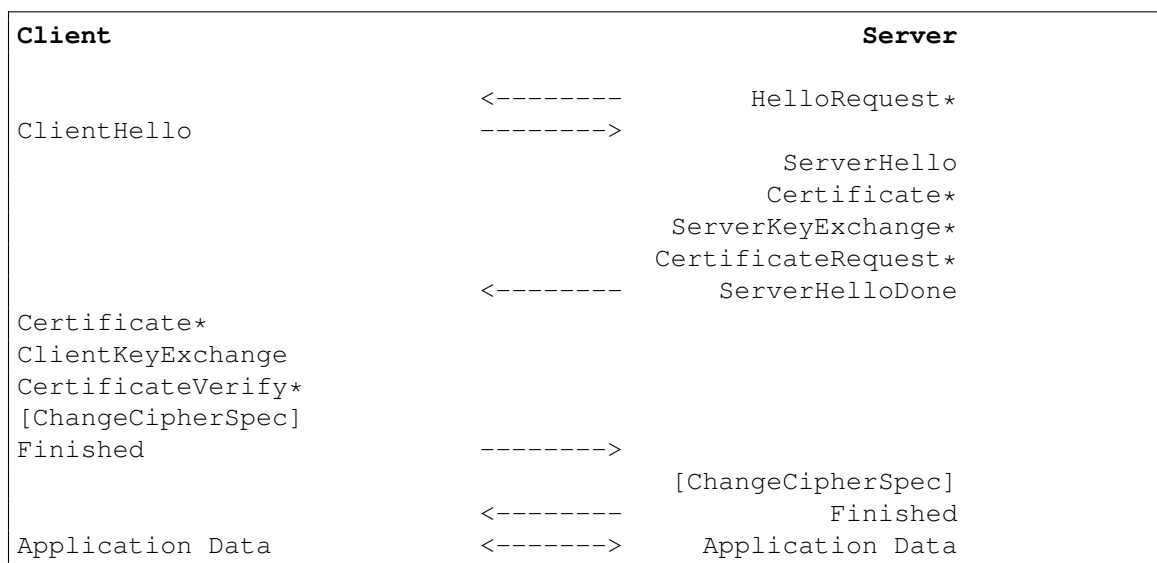 Client                                             Server
                            <--------       HelloRequest*
ClientHello                 -------->
                                              ServerHello
                                             Certificate*
                                       ServerKeyExchange*
                                      CertificateRequest*
                            <--------     ServerHelloDone
Certificate*
ClientKeyExchange
CertificateVerify*
[ChangeCipherSpec]
Finished                    -------->
                                       [ChangeCipherSpec]
                            <--------            Finished
Application Data            <------->    Application Data